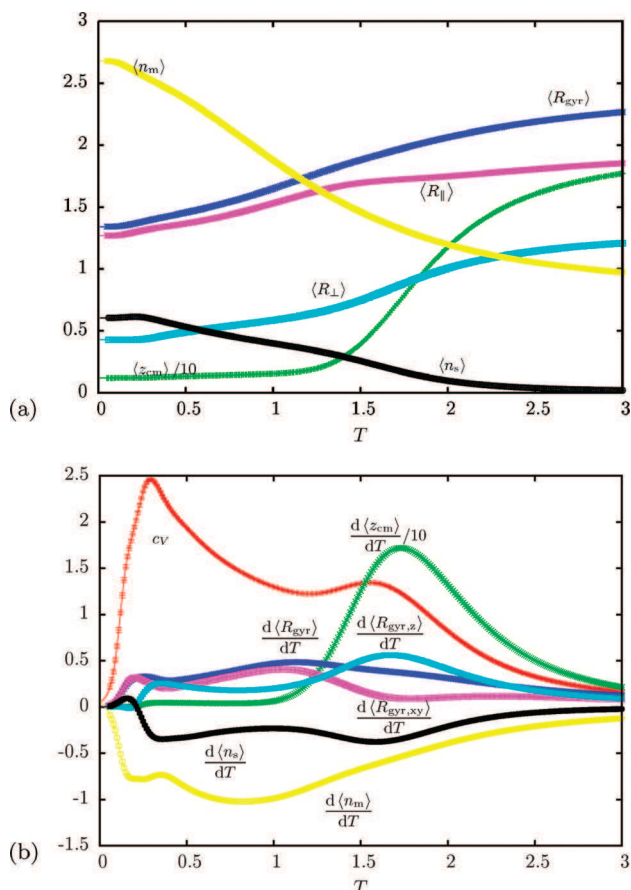 3
⟨n_m⟩
2.5
⟨R_gyr⟩
2
⟨R_∥⟩
1.5
1
⟨R_⊥⟩
0.5
⟨z_cm⟩/10
⟨n_s⟩
0
0 0.5 1 1.5 2 2.5 3
(a)
T
2.5
2
c_V
d⟨z_cm⟩/dT /10
1.5
1
d⟨R_gyr⟩/dT
d⟨R_gyr,z⟩/dT
0.5
0
d⟨R_gyr,xy⟩/dT
-0.5
d⟨n_s⟩/dT
-1
d⟨n_m⟩/dT
-1.5
0 0.5 1 1.5 2 2.5 3
(b)
T